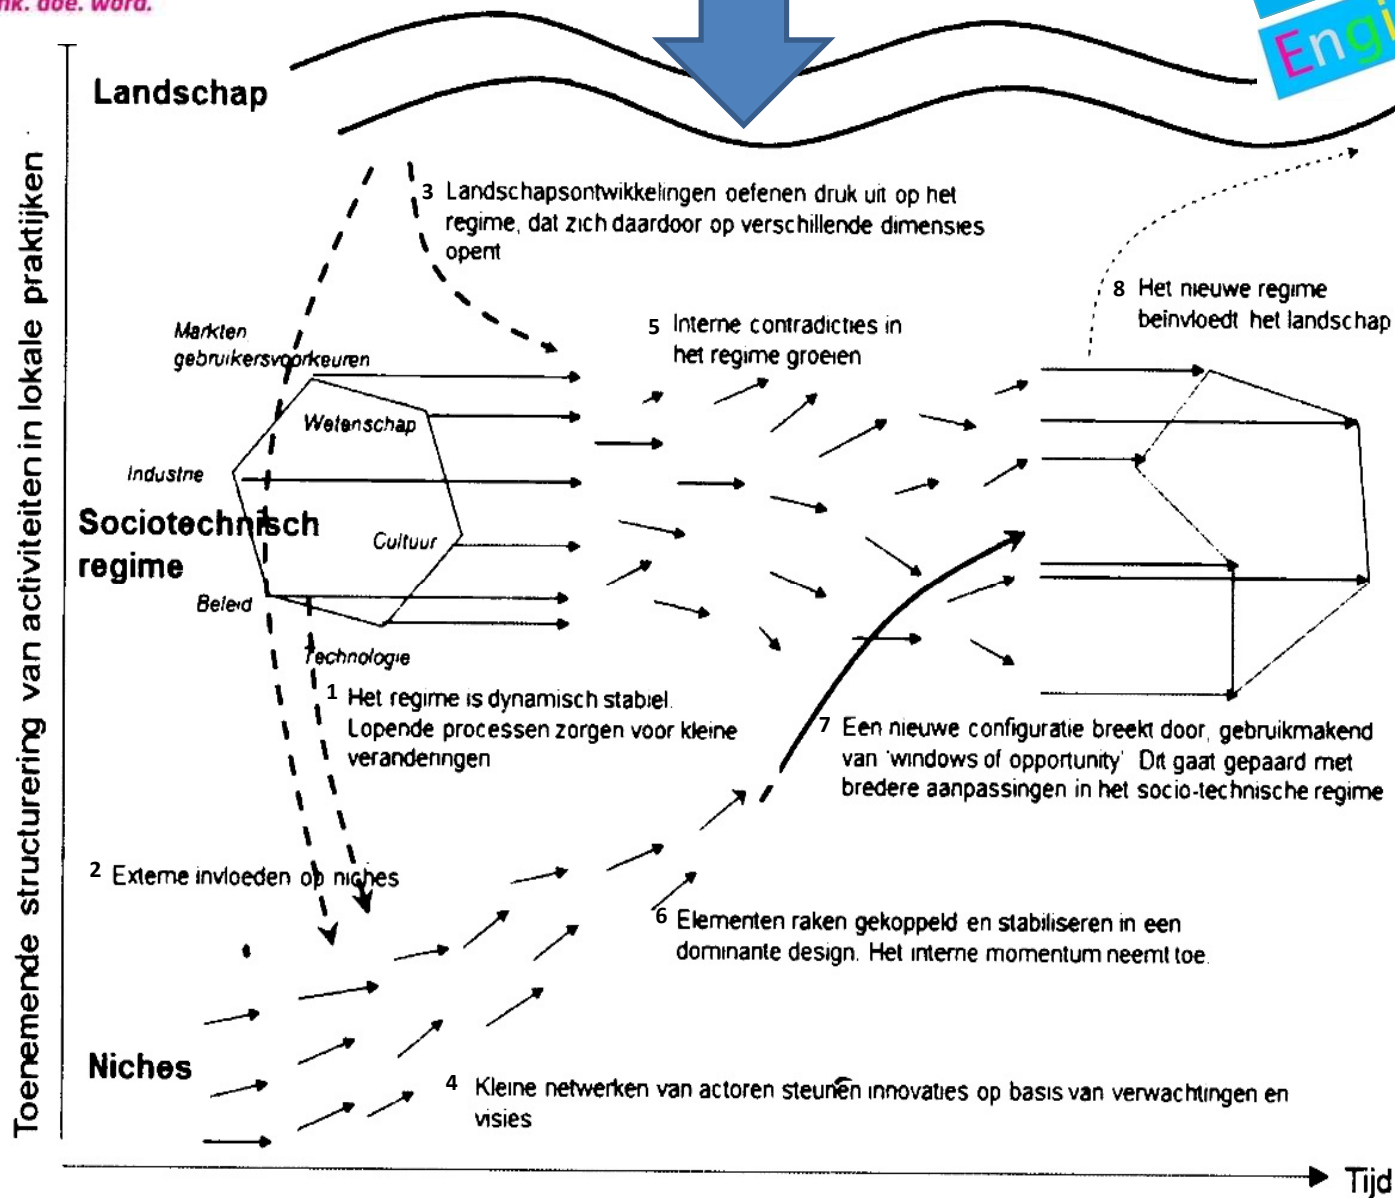 nk. doe. word.
Engi
Landschap
Toenemende structurering van activiteiten in lokale praktijken
3 Landschapsontwikkelingen oefenen druk uit op het
regime, dat zich daardoor op verschillende dimensies
opent
8 Het nieuwe regime
beïnvloedt het landschap
5 Interne contradicties in
het regime groeien
Markten,
gebruikersvoorkeuren
Wetenschap
Industrie
Sociotechnisch
regime
Cultuur
Beleid
Technologie
1 Het regime is dynamisch stabiel.
Lopende processen zorgen voor kleine
veranderingen
7 Een nieuwe configuratie breekt door, gebruikmakend
van 'windows of opportunity' Dit gaat gepaard met
bredere aanpassingen in het socio-technische regime
2 Externe invloeden op niches
6 Elementen raken gekoppeld en stabiliseren in een
dominante design. Het interne momentum neemt toe.
Niches
4 Kleine netwerken van actoren steunen innovaties op basis van verwachtingen en
visies
Tijd